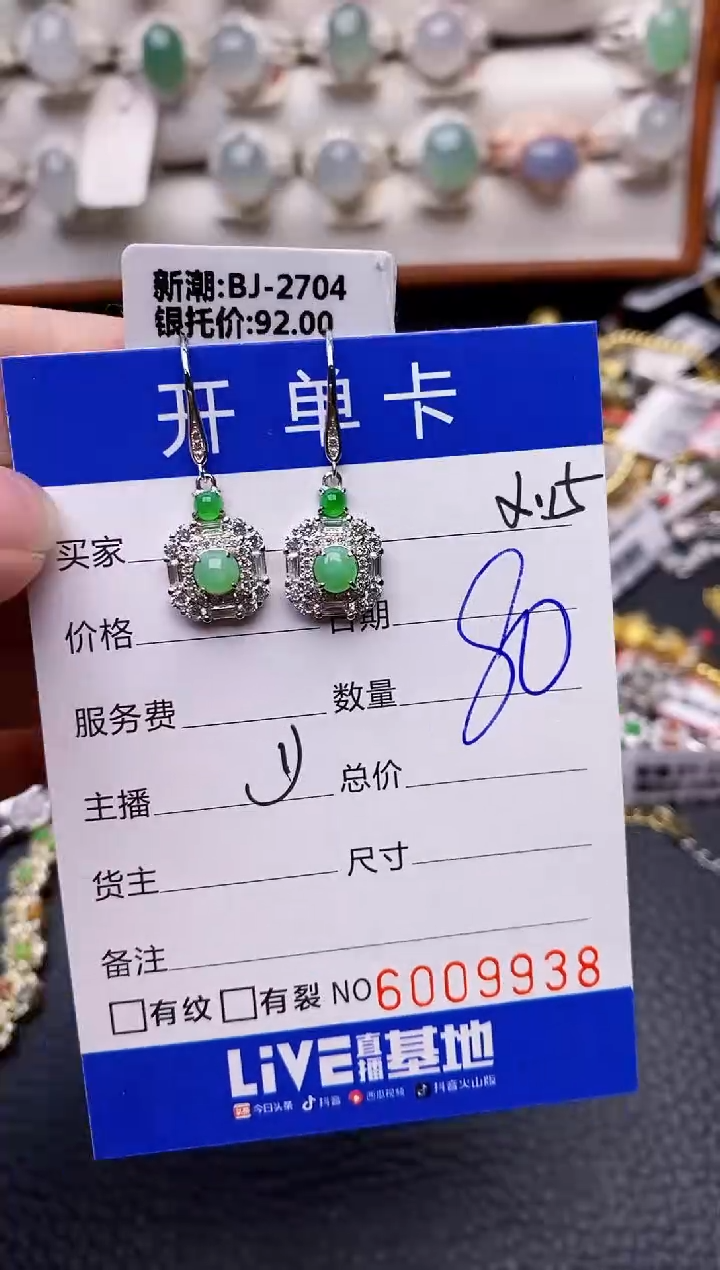 新潮:BJ-2704
银托价:92.00
开单卡
买家
价格 日期
80
服务费 数量
主播 总价
货主 尺寸
备注
有纹 有裂 NO6009938
LiVE直播基地
今日头条 抖音 西瓜视频 抖音火山版